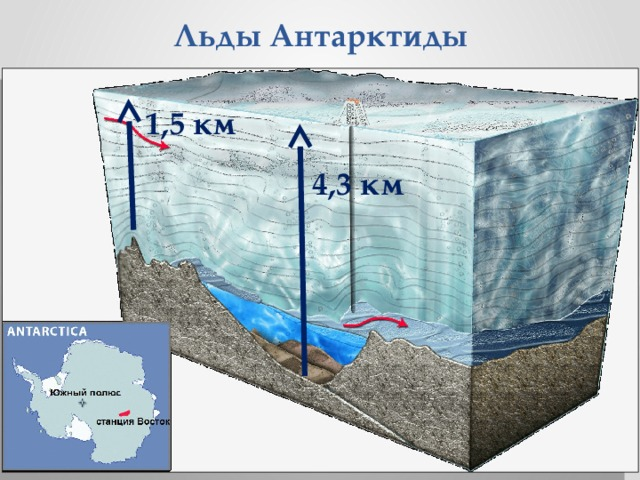 Льды Антарктиды
1,5 км
4,3 км
ANTARCTICA
Южный полюс
станция Восток